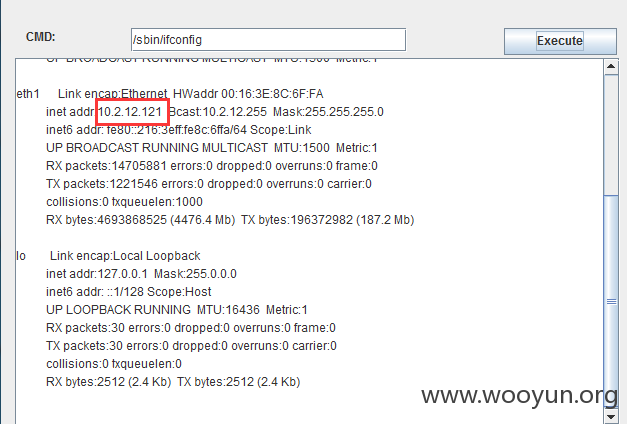 CMD:
/sbin/ifconfig
Execute
UP BROADCAST RUNNING MULTICAST MTU:1500 Metric:1
eth1 Link encap:Ethernet HWaddr 00:16:3E:8C:6F:FA
inet addr:10.2.12.121 Bcast:10.2.12.255 Mask:255.255.255.0
inet6 addr: fe80::216:3eff:fe8c:6ffa/64 Scope:Link
UP BROADCAST RUNNING MULTICAST MTU:1500 Metric:1
RX packets:14705881 errors:0 dropped:0 overruns:0 frame:0
TX packets:1221546 errors:0 dropped:0 overruns:0 carrier:0
collisions:0 txqueuelen:1000
RX bytes:4693868525 (4476.4 Mb) TX bytes:196372982 (187.2 Mb)
lo Link encap:Local Loopback
inet addr:127.0.0.1 Mask:255.0.0.0
inet6 addr: ::1/128 Scope:Host
UP LOOPBACK RUNNING MTU:16436 Metric:1
RX packets:30 errors:0 dropped:0 overruns:0 frame:0
TX packets:30 errors:0 dropped:0 overruns:0 carrier:0
collisions:0 txqueuelen:0
RX bytes:2512 (2.4 Kb) TX bytes:2512 (2.4 Kb)
www.wooyun.org